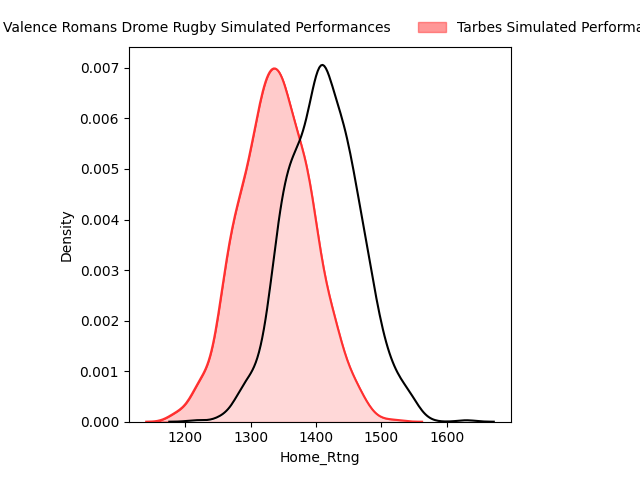 Valence Romans Drome Rugby Simulated Performances
Tarbes Simulated Performa
0.007
0.006
0.005
0.004
0.003
0.002
0.001
0.000
Density
1200 1300 1400 1500 1600
Home_Rtng